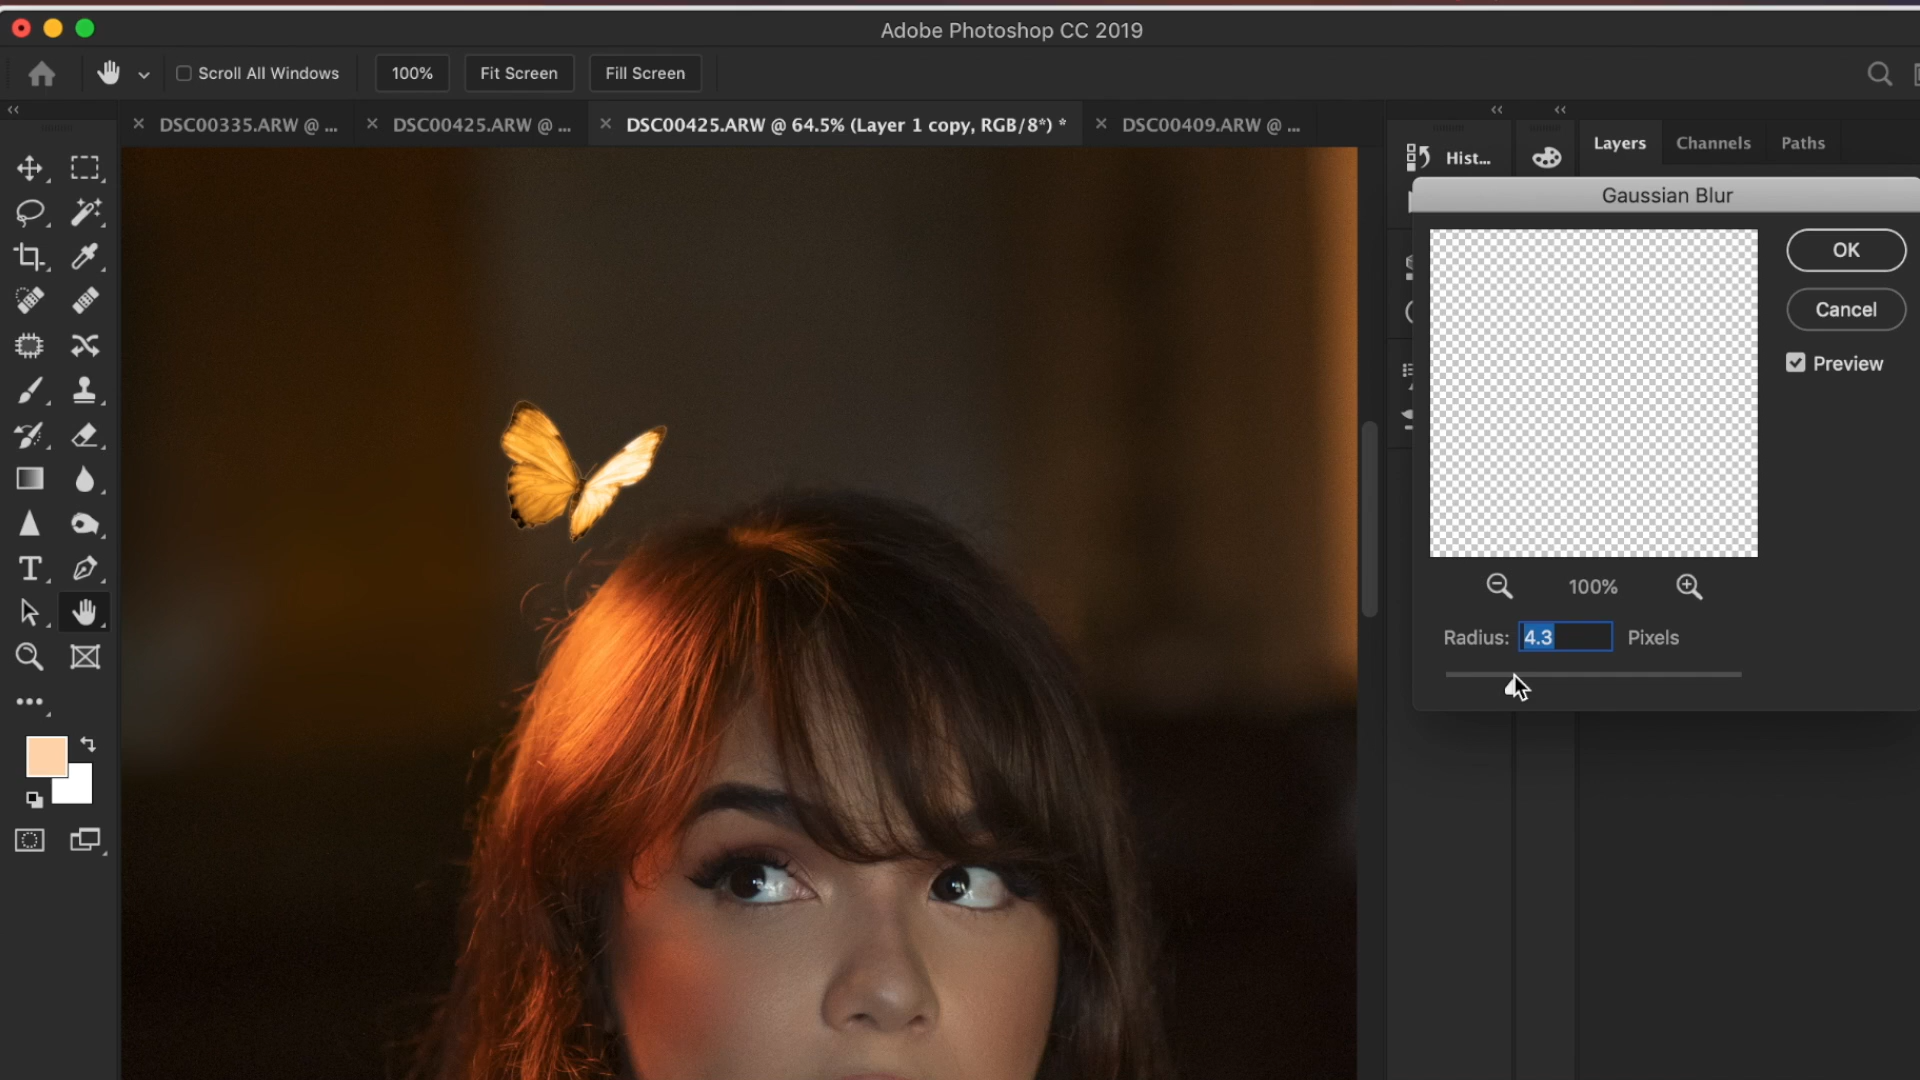 Adobe Photoshop CC 2019
Scroll All Windows
100%
Fit Screen
Fill Screen
DSC00335.ARW @ ...
DSC00425.ARW @ ...
DSC00425.ARW @ 64.5% (Layer 1 copy, RGB/8*) *
DSC00409.ARW @ ...
Hist...
Layers
Channels
Paths
Gaussian Blur
OK
Cancel
Preview
100%
Radius: 4.3 Pixels